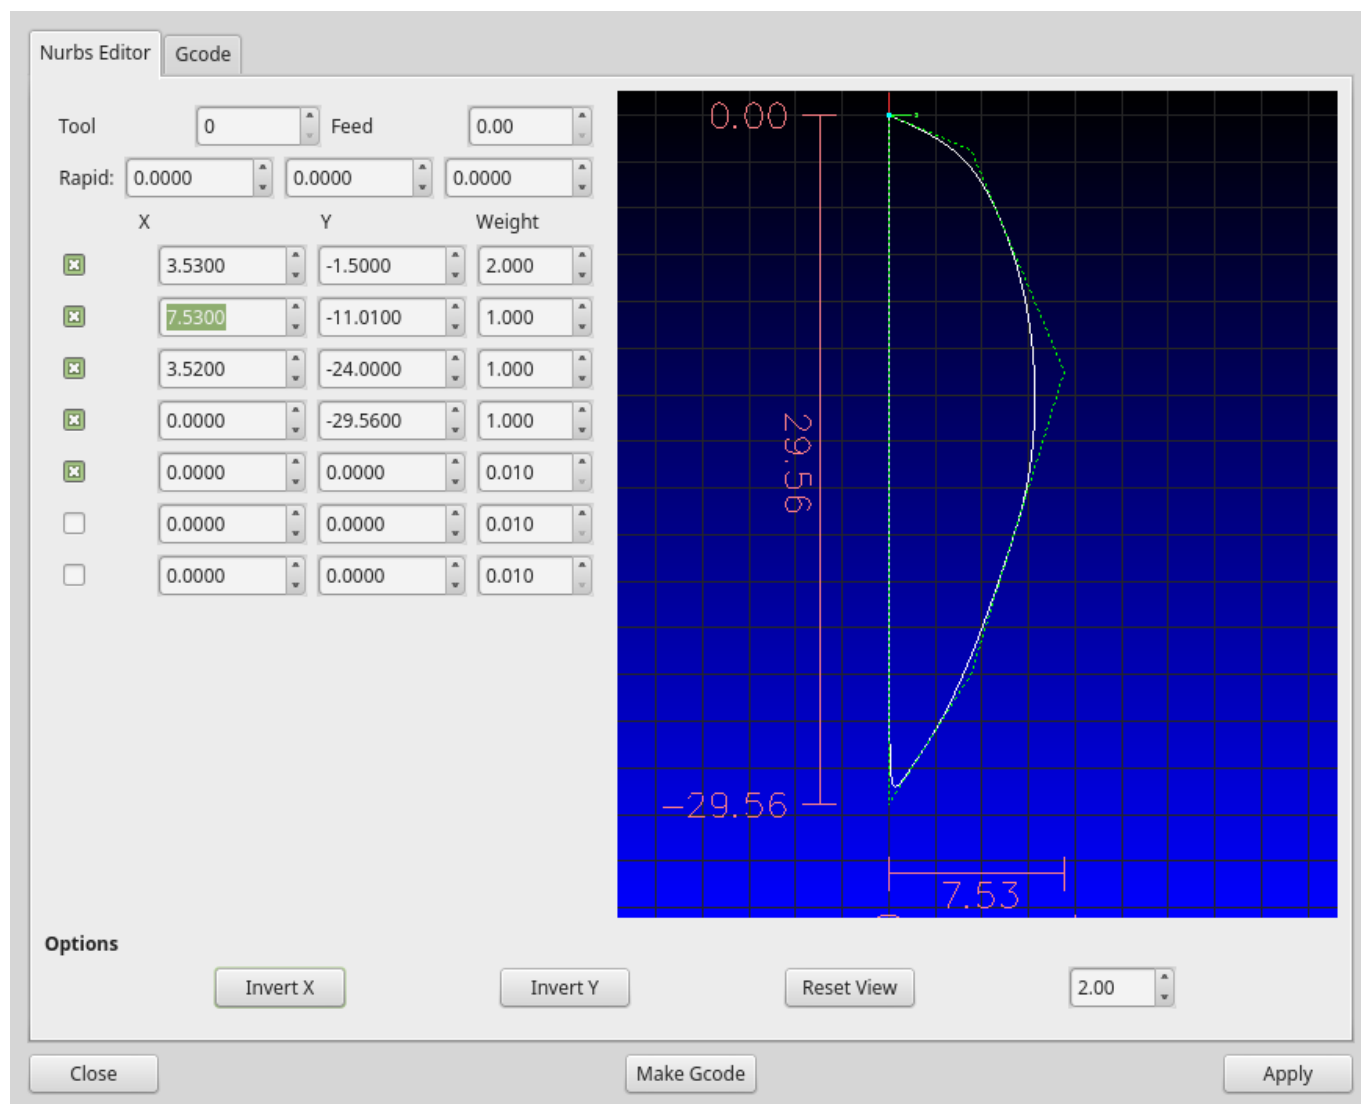 Nurbs Editor Gcode
Tool 0 Feed 0.00
Rapid: 0.0000 0.0000 0.0000
X Y Weight
3.5300 -1.5000 2.000
7.5300 -11.0100 1.000
3.5200 -24.0000 1.000
0.0000 -29.5600 1.000
0.0000 0.0000 0.010
0.0000 0.0000 0.010
0.0000 0.0000 0.010
0.00
29.56
-29.56
7.53
Options
Invert X Invert Y Reset View 2.00
Close Make Gcode Apply